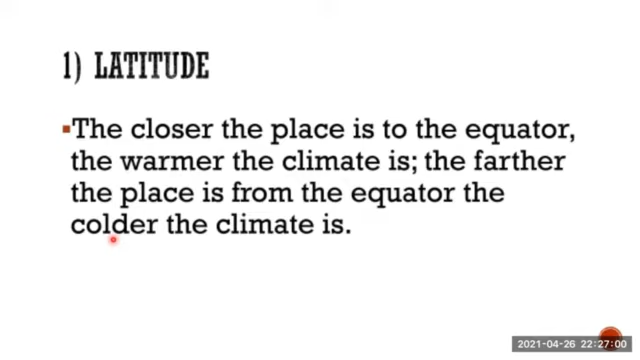 1) LATITUDE
The closer the place is to the equator,
the warmer the climate is; the farther
the place is from the equator the
colder the climate is.
2021-04-26 22:27:00